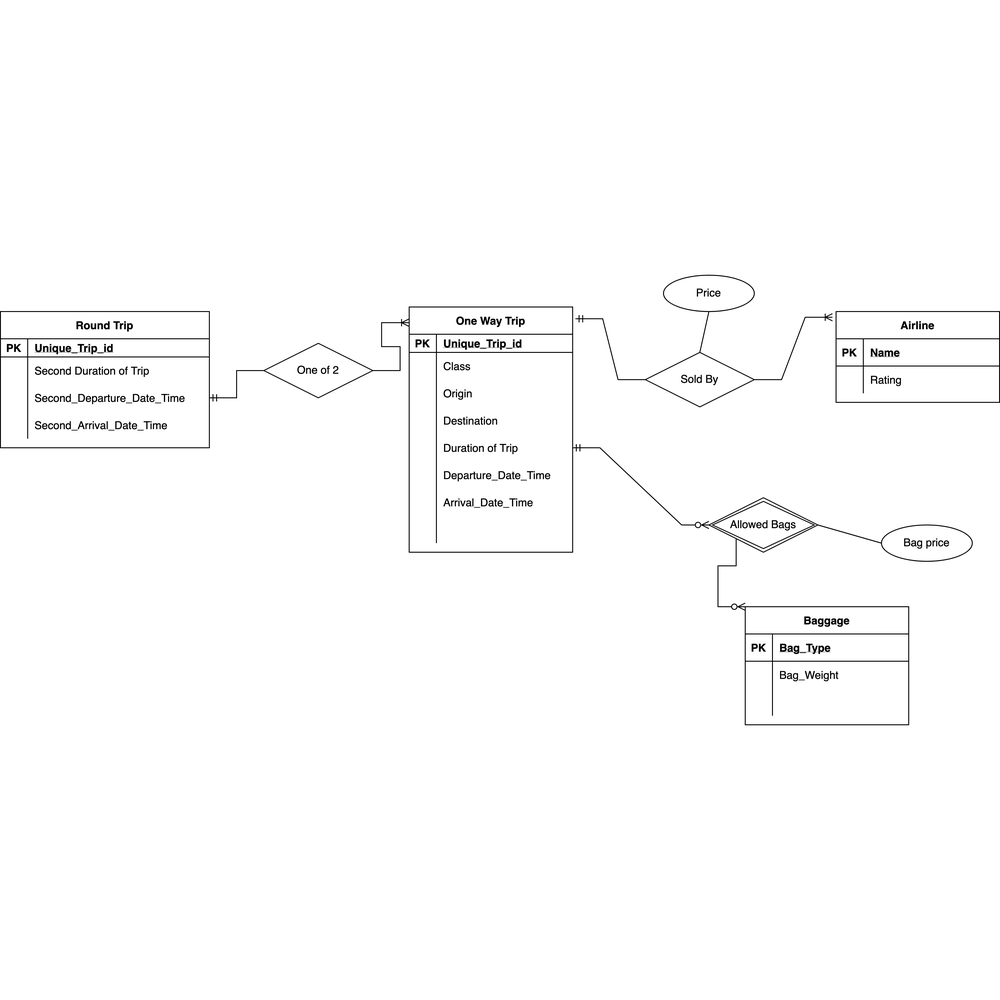 Round Trip
PK Unique_Trip_id
Second Duration of Trip
Second_Departure_Date_Time
Second_Arrival_Date_Time
One of 2
One Way Trip
PK Unique_Trip_id
Class
Origin
Destination
Duration of Trip
Departure_Date_Time
Arrival_Date_Time
Price
Sold By
Airline
PK Name
Rating
Allowed Bags
Bag price
Baggage
PK Bag_Type
Bag_Weight